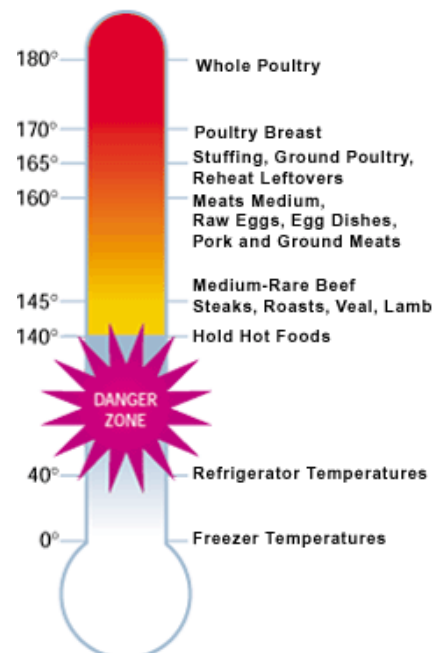 180° Whole Poultry
170° Poultry Breast
165° Stuffing, Ground Poultry,
Reheat Leftovers
160° Meats Medium,
Raw Eggs, Egg Dishes,
Pork and Ground Meats
Medium-Rare Beef
145° Steaks, Roasts, Veal, Lamb
140° Hold Hot Foods
DANGER
ZONE
40° Refrigerator Temperatures
0° Freezer Temperatures